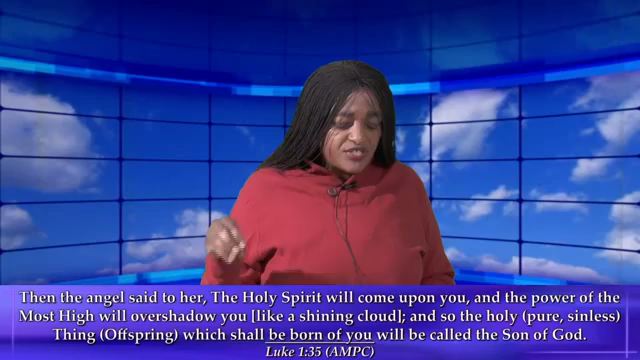 Then the angel said to her, The Holy Spirit will come upon you, and the power of the
Most High will overshadow you [like a shining cloud]; and so the holy (pure, sinless)
Thing (Offspring) which shall be born of you will be called the Son of God.
Luke 1:35 (AMPC)